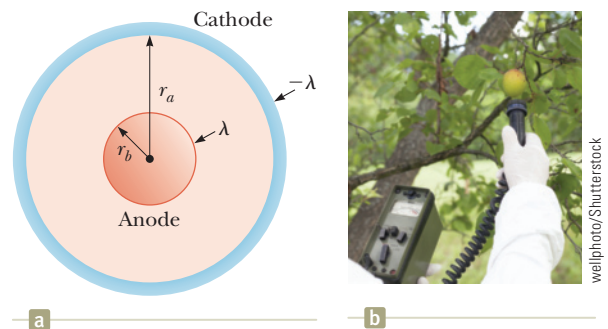 Cathode
−λ
r_a
λ
r_b
Anode
a
b
wellphoto/Shutterstock